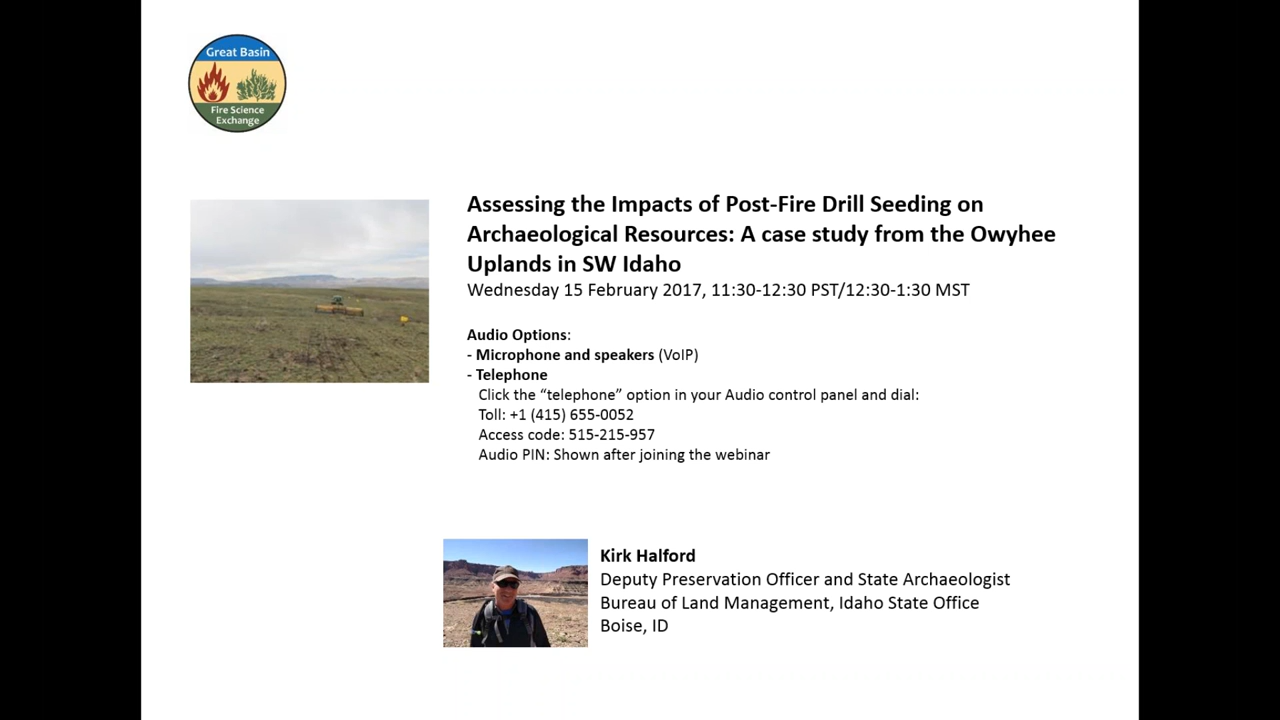 Great Basin
Fire Science
Exchange
Assessing the Impacts of Post-Fire Drill Seeding on
Archaeological Resources: A case study from the Owyhee
Uplands in SW Idaho
Wednesday 15 February 2017, 11:30-12:30 PST/12:30-1:30 MST
Audio Options:
- Microphone and speakers (VoIP)
- Telephone
Click the “telephone” option in your Audio control panel and dial:
Toll: +1 (415) 655-0052
Access code: 515-215-957
Audio PIN: Shown after joining the webinar
Kirk Halford
Deputy Preservation Officer and State Archaeologist
Bureau of Land Management, Idaho State Office
Boise, ID